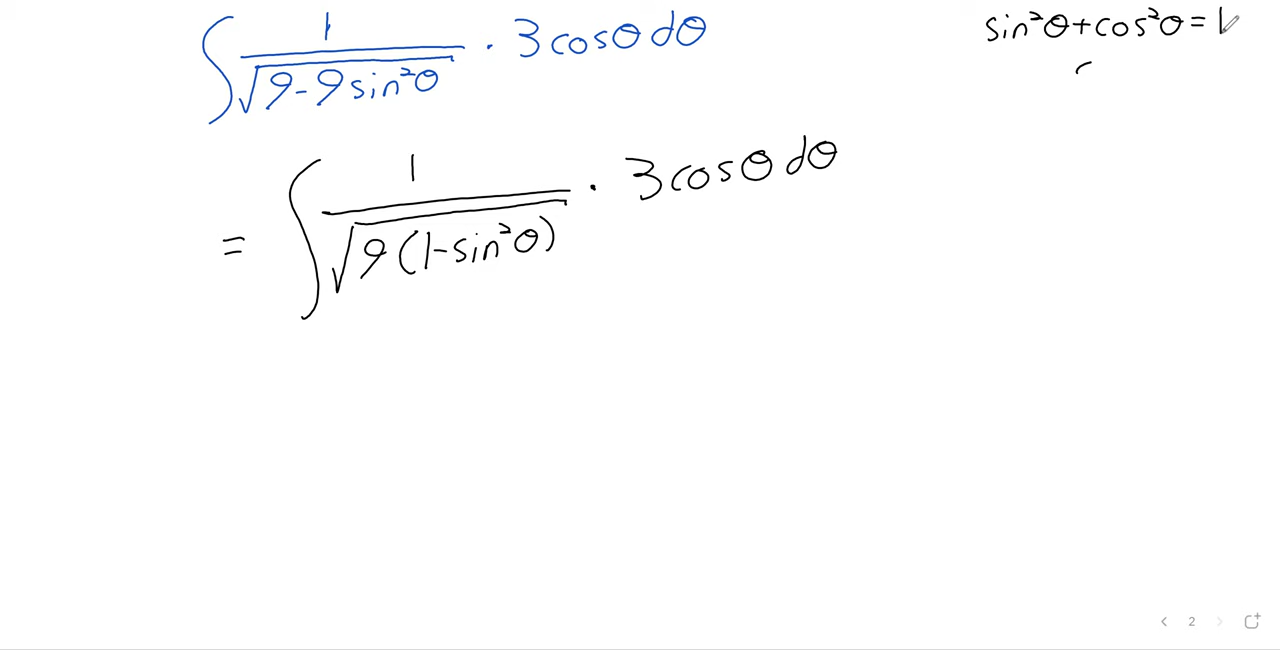 ∫ 1/√(9-9sin²θ) · 3cosθ dθ
sin²θ+cos²θ=1
= ∫ 1/√(9(1-sin²θ)) · 3cosθ dθ
2